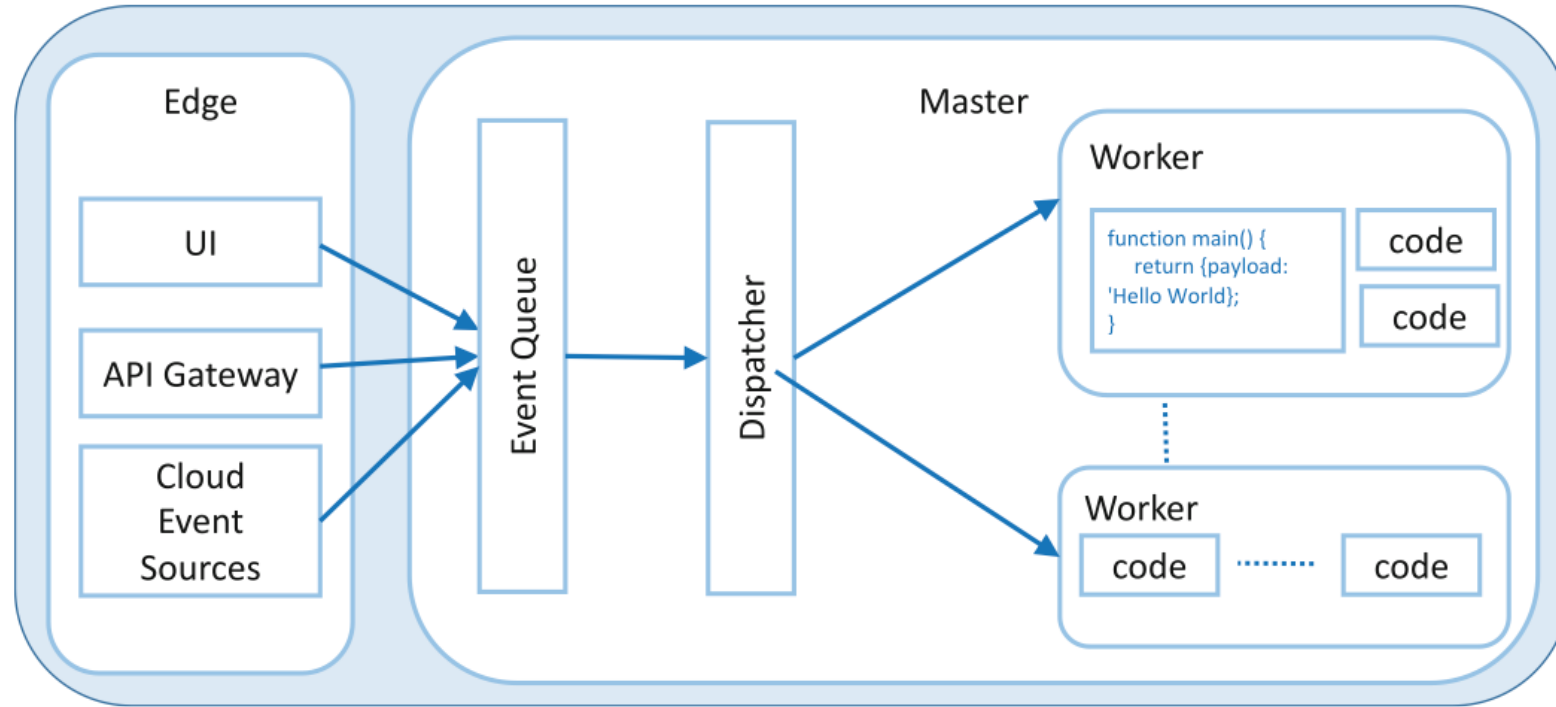 Edge
UI
API Gateway
Cloud
Event
Sources
Event Queue
Dispatcher
Master
Worker
function main() {
return {payload:
'Hello World};
}
code
code
Worker
code
code